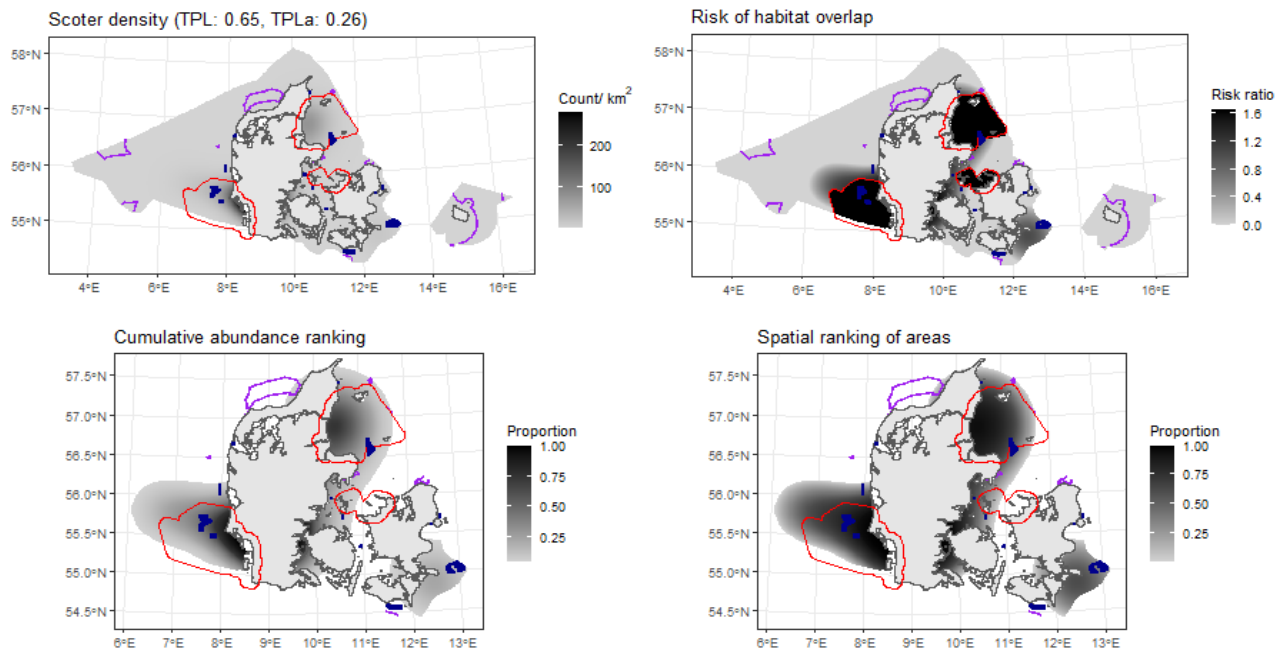 Scoter density (TPL: 0.65, TPLa: 0.26)
58°N
57°N
56°N
55°N
4°E 6°E 8°E 10°E 12°E 14°E 16°E
Count/ km²
200
100
Risk of habitat overlap
58°N
57°N
56°N
55°N
4°E 6°E 8°E 10°E 12°E 14°E 16°E
Risk ratio
1.6
1.2
0.8
0.4
0.0
Cumulative abundance ranking
57.5°N
57.0°N
56.5°N
56.0°N
55.5°N
55.0°N
54.5°N
6°E 7°E 8°E 9°E 10°E 11°E 12°E 13°E
Proportion
1.00
0.75
0.50
0.25
Spatial ranking of areas
57.5°N
57.0°N
56.5°N
56.0°N
55.5°N
55.0°N
54.5°N
6°E 7°E 8°E 9°E 10°E 11°E 12°E 13°E
Proportion
1.00
0.75
0.50
0.25